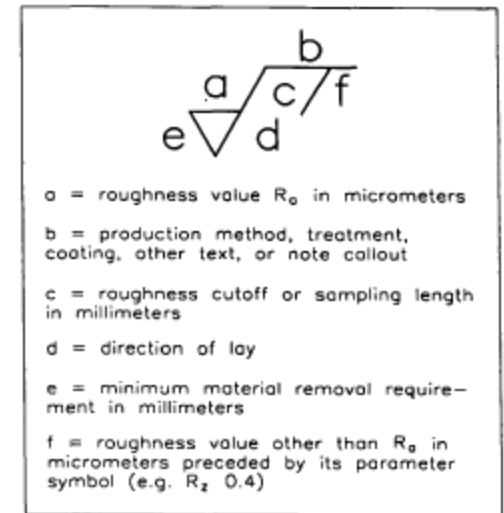 b
a c f
e d
a = roughness value Rₐ in micrometers
b = production method, treatment,
coating, other text, or note callout
c = roughness cutoff or sampling length
in millimeters
d = direction of lay
e = minimum material removal require-
ment in millimeters
f = roughness value other than Rₐ in
micrometers preceded by its parameter
symbol (e.g. R_z 0.4)